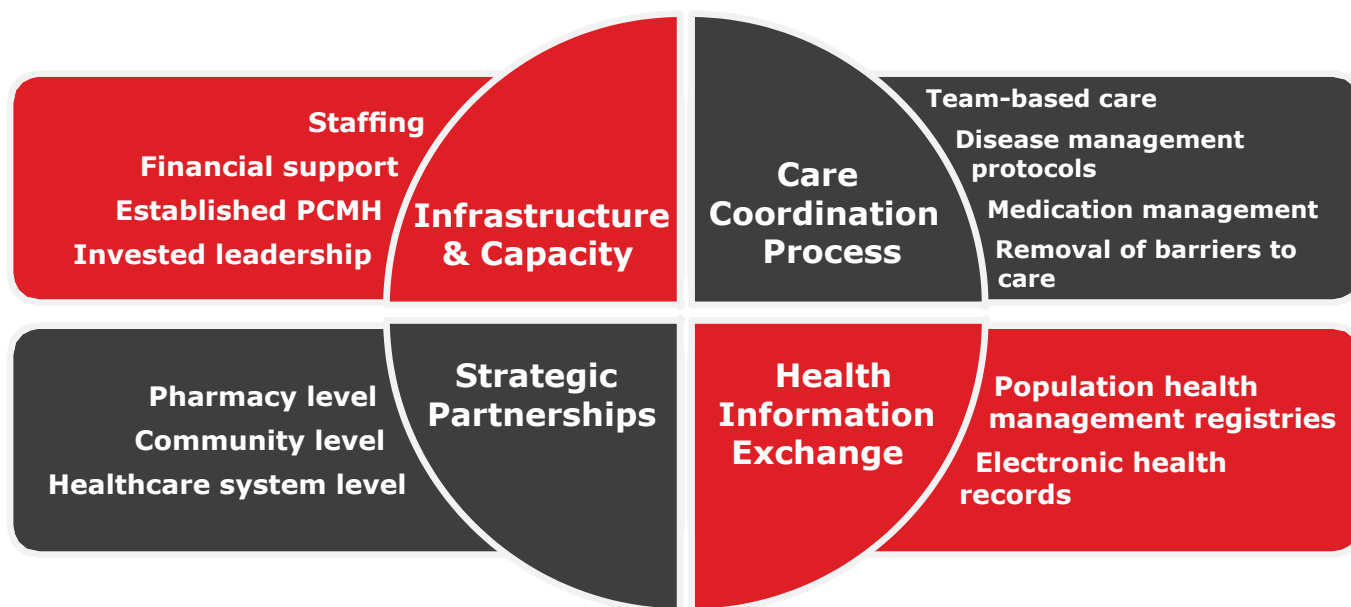 Staffing
Financial support
Established PCMH
Invested leadership
Infrastructure
& Capacity
Care
Coordination
Process
Team-based care
Disease management
protocols
Medication management
Removal of barriers to
care
Pharmacy level
Community level
Healthcare system level
Strategic
Partnerships
Health
Information
Exchange
Population health
management registries
Electronic health
records